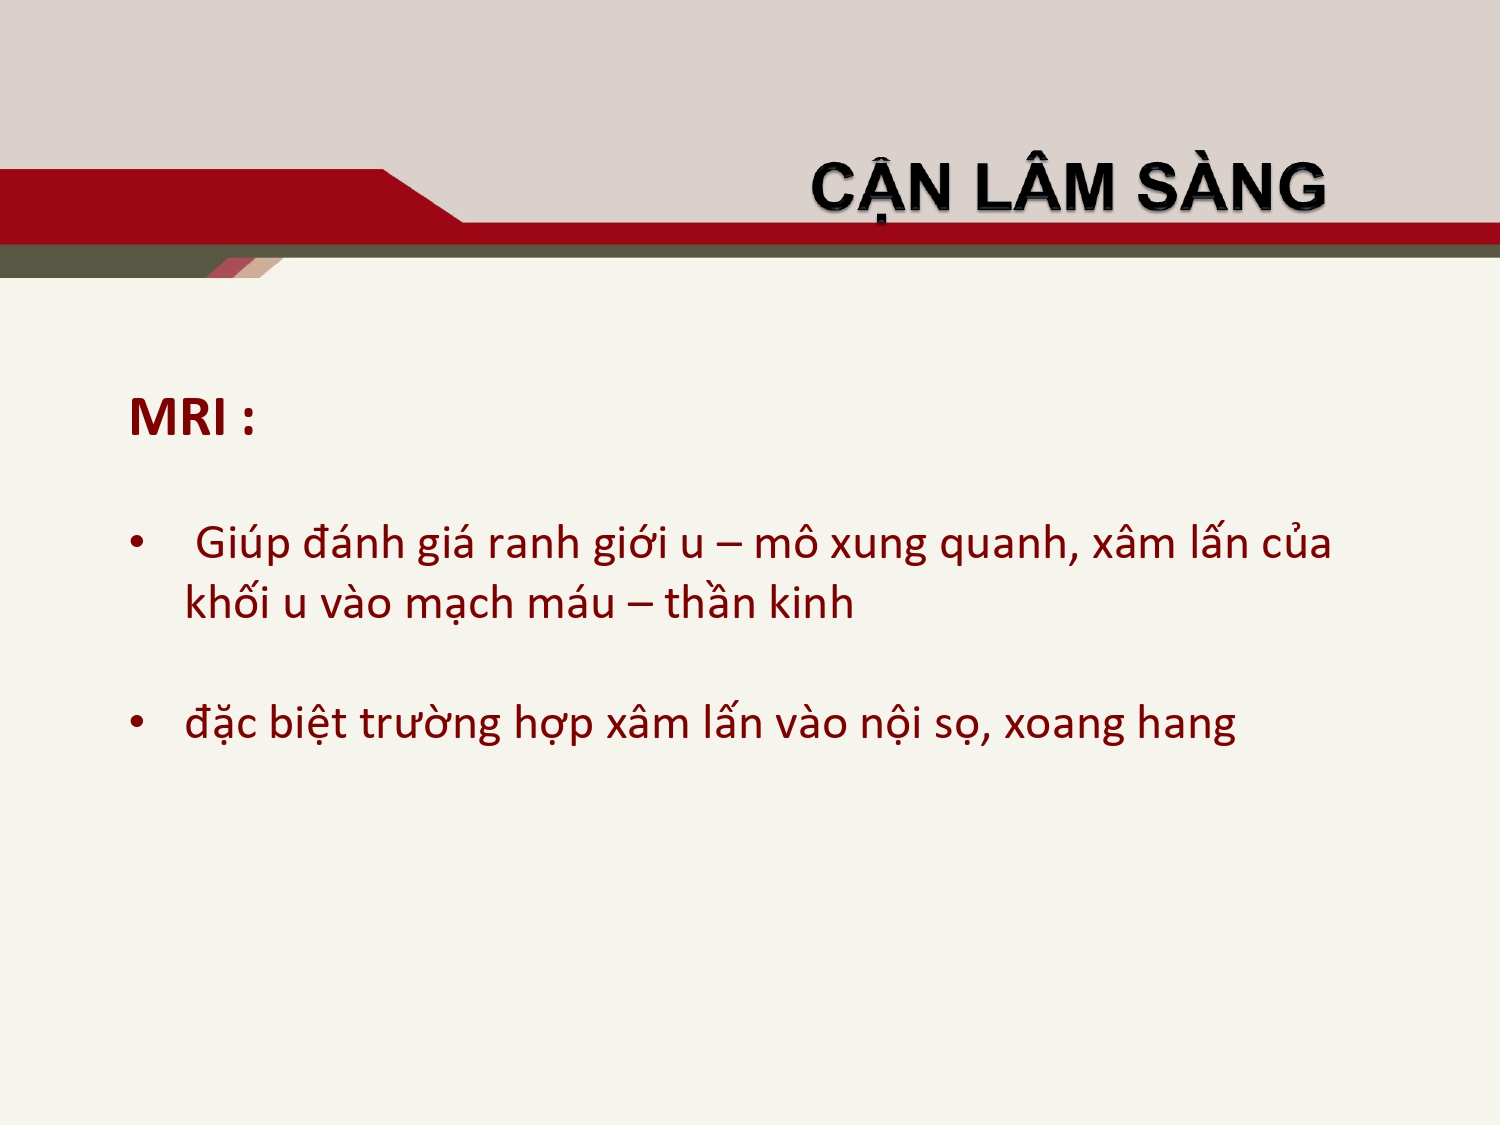 CẬN LÂM SÀNG
MRI :
• Giúp đánh giá ranh giới u – mô xung quanh, xâm lấn của
khối u vào mạch máu – thần kinh
• đặc biệt trường hợp xâm lấn vào nội sọ, xoang hang